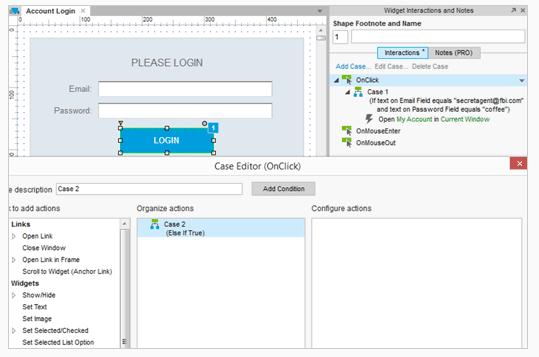 Account Login
Widget Interactions and Notes
0 100 200 300 400
Shape Footnote and Name
1
Interactions * Notes (PRO)
PLEASE LOGIN
Add Case... Edit Case... Delete Case
OnClick
Case 1
(If text on Email Field equals "secretagent@fbi.com"
and text on Password Field equals "coffee")
Open My Account in Current Window
OnMouseEnter
OnMouseOut
0
100
Email:
Password:
1
LOGIN
Case Editor (OnClick)
e description Case 2 Add Condition
k to add actions Organize actions Configure actions
Links
Open Link
Close Window
Open Link in Frame
Scroll to Widget (Anchor Link)
Widgets
Show/Hide
Set Text
Set Image
Set Selected/Checked
Set Selected List Option
Case 2
(Else If True)